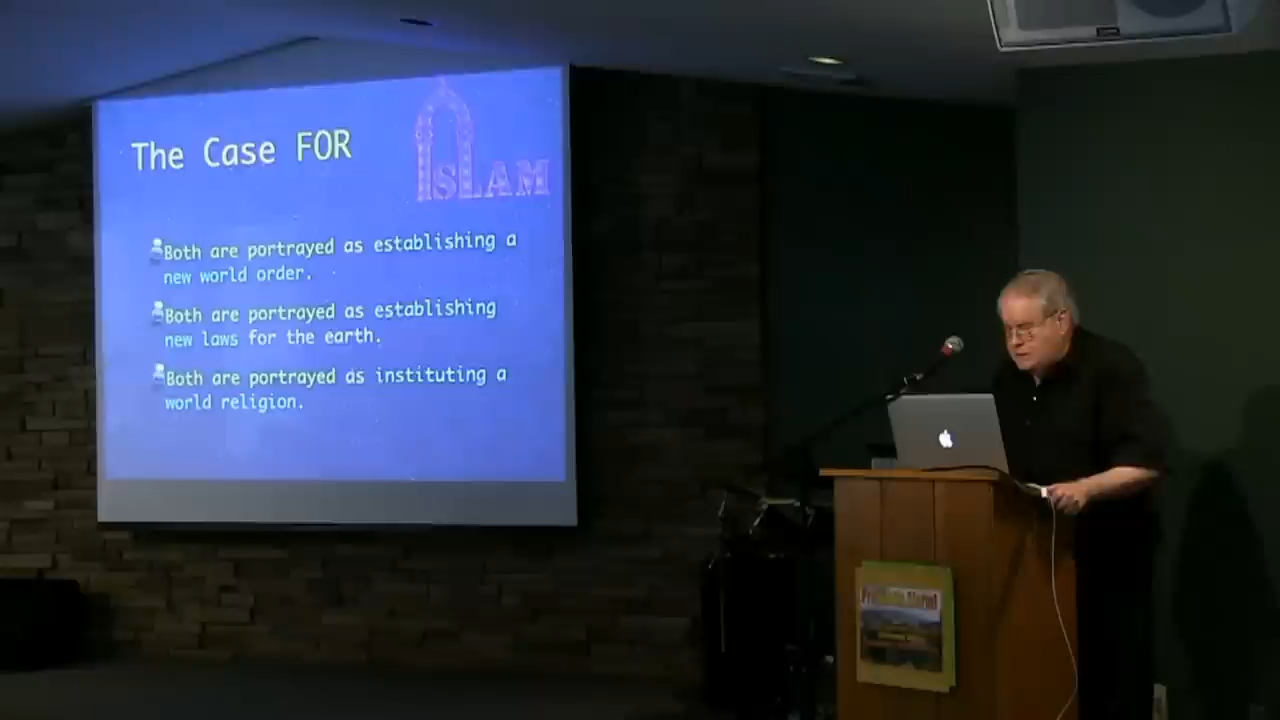 The Case FOR
ISLAM
Both are portrayed as establishing a
new world order.
Both are portrayed as establishing
new laws for the earth.
Both are portrayed as instituting a
world religion.